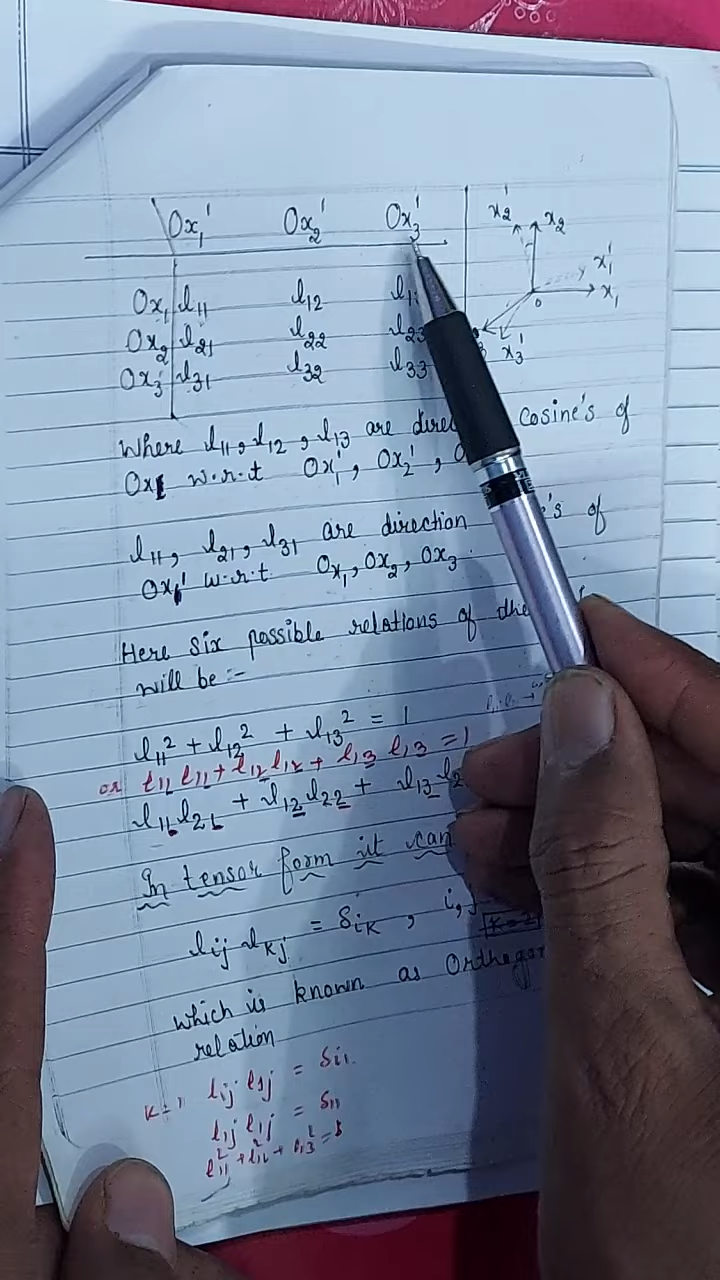 Ox₁' Ox₂' Ox₃'
Ox₁ l₁₁ l₁₂
Ox₂ l₂₁ l₂₂ l₂₃
Ox₃ l₃₁ l₃₂ l₃₃
x₂' x₂
x₁'
x₁
o
x₃'
Where l₁₁, l₁₂, l₁₃ are cosine's of
Ox₁ w.r.t Ox₁', Ox₂',
l₁₁, l₂₁, l₃₁ are direction of
Ox₁' w.r.t. Ox₁, Ox₂, Ox₃
Here six possible relations of
will be :-
l₁₁² + l₁₂² + l₁₃² = 1
or l₁₁ l₁₁ + l₁₂ l₁₂ + l₁₃ l₁₃ = 1
l₁₁ l₂₁ + l₁₂ l₂₂ + l₁₃
In tensor form it can
lᵢⱼ lₖⱼ = δᵢₖ , i,
which is known as
relation
K=1 lᵢⱼ l₁ⱼ = δᵢ₁
l₁ⱼ l₁ⱼ = δ₁₁
l₁₁² + l₁₂² + l₁₃² =